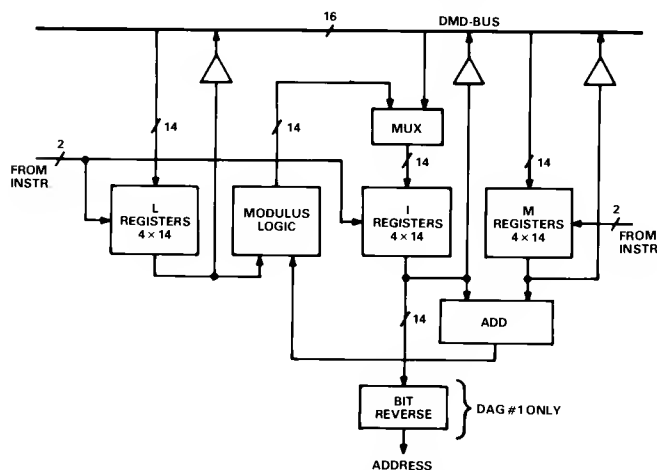 16
DMD-BUS
14
14
MUX
14
14
2
FROM
INSTR.
L
REGISTERS
4 × 14
MODULUS
LOGIC
I
REGISTERS
4 × 14
M
REGISTERS
4 × 14
2
FROM
INSTR
14
ADD
BIT
REVERSE
DAG #1 ONLY
ADDRESS